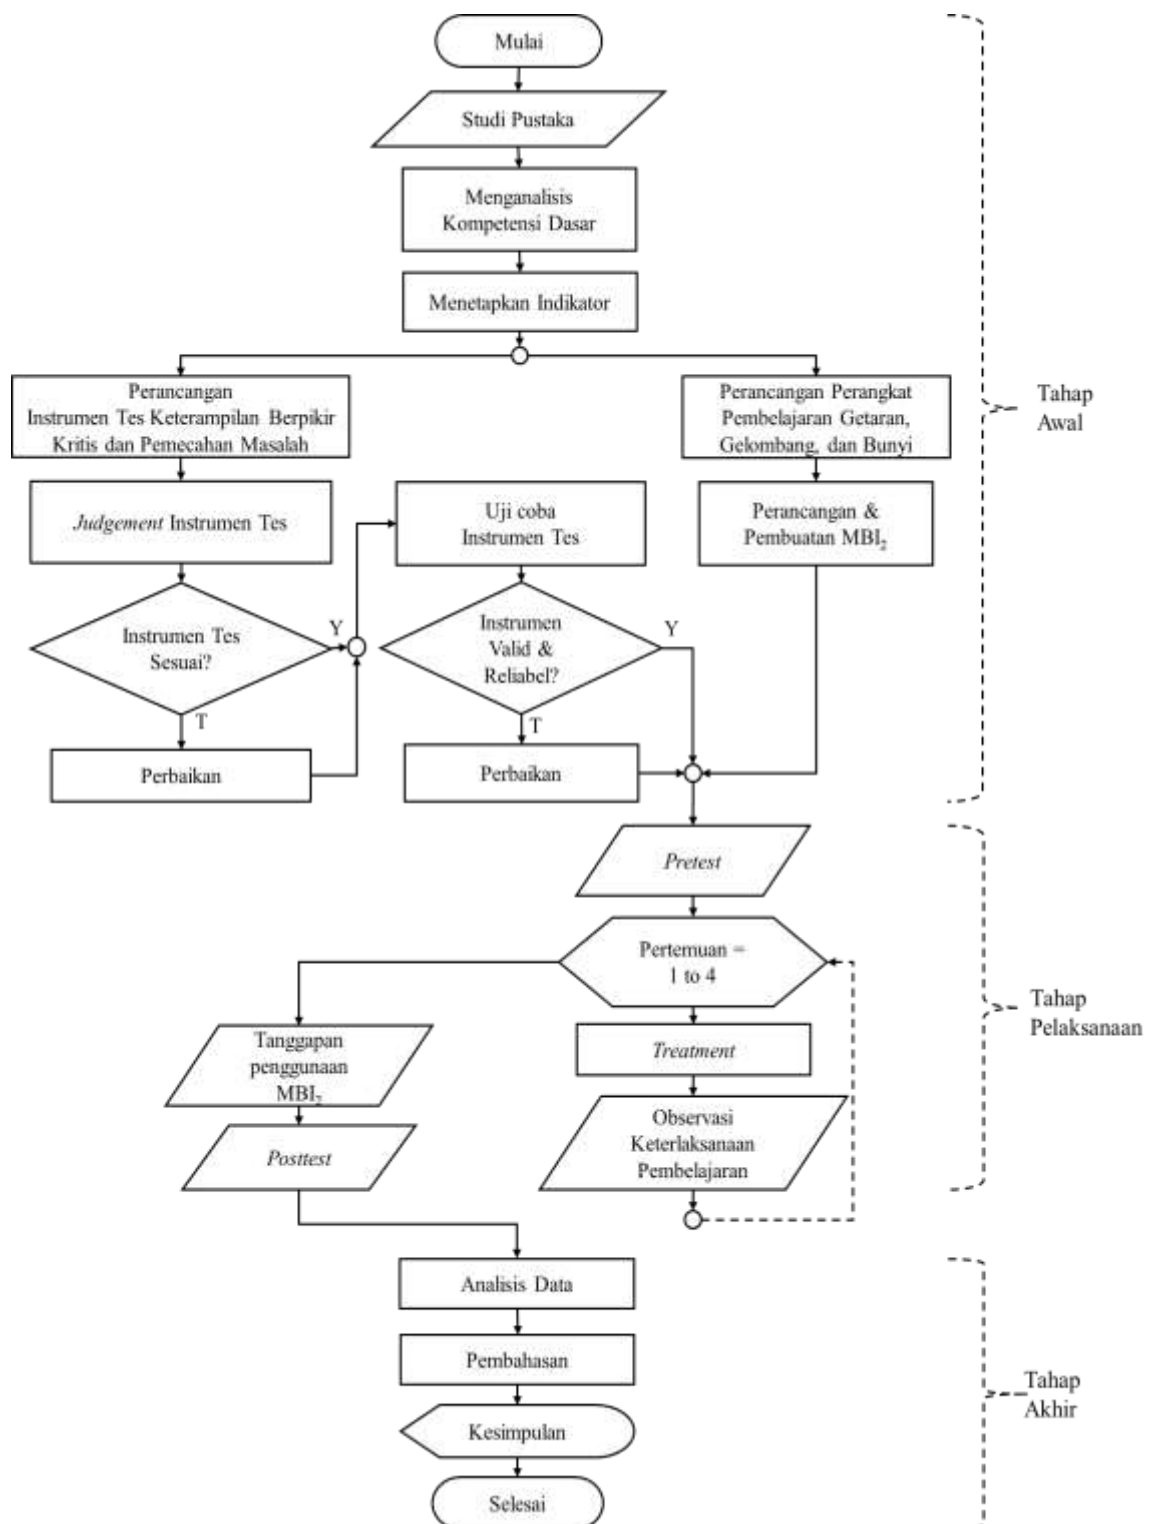 Mulai
Studi Pustaka
Menganalisis
Kompetensi Dasar
Menetapkan Indikator
Perancangan
Instrumen Tes Keterampilan Berpikir
Kritis dan Pemecahan Masalah
Perancangan Perangkat
Pembelajaran Getaran,
Gelombang, dan Bunyi
Tahap
Awal
Judgement Instrumen Tes
Uji coba
Instrumen Tes
Perancangan &
Pembuatan MBI₂
Instrumen Tes
Sesuai?
Y
Instrumen
Valid &
Reliabel?
Y
T
T
Perbaikan
Perbaikan
Pretest
Pertemuan =
1 to 4
Tahap
Pelaksanaan
Tanggapan
penggunaan
MBI₂
Treatment
Observasi
Keterlaksanaan
Pembelajaran
Posttest
Analisis Data
Pembahasan
Kesimpulan
Tahap
Akhir
Selesai